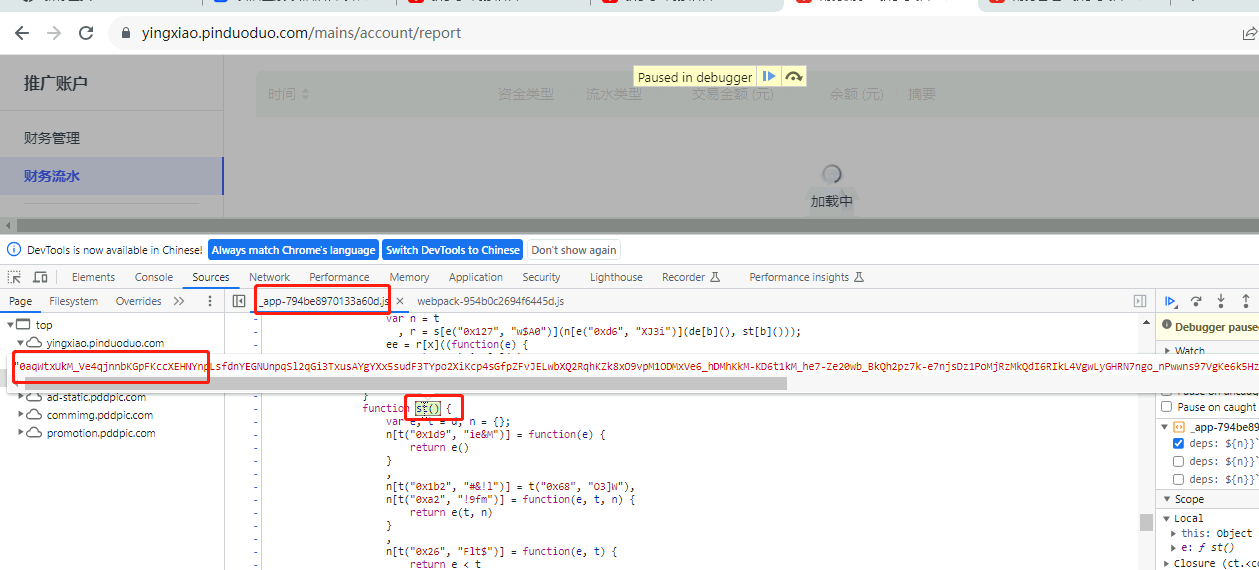 yingxiao.pinduoduo.com/mains/account/report
推广账户
Paused in debugger
时间 资金类型 流水类型 交易金额 (元) 余额 (元) 摘要
财务管理
财务流水
加载中
DevTools is now available in Chinese! Always match Chrome's language Switch DevTools to Chinese Don't show again
Elements Console Sources Network Performance Memory Application Security Lighthouse Recorder Performance insights
Page Filesystem Overrides _app-794be8970133a60d.js × webpack-954b0c2694f6445d.js
top
var n = t
, r = s[e("0x127", "w$A0")](n[e("0xd6", "XJ3i")](de[b](), st[b]()));
ee = r[x]((function(e) {
Debugger pause
Watch
yingxiao.pinduoduo.com
"0aqWtxUkM_Ve4qjnnbKGpFKccXEHNYnpLsfdnYEGNUnpqSl2qGi3TxusAYgYXx5sudF3TYpo2XiKcp4sGfpZFvJELwbXQ2RqhKZk8xO9vpM1ODMxVe6_hDMhKkM-KD6t1kM_he7-Ze20wb_BkQh2pz7k-e7njsDz1PoMjRzMkQdI6RIkL4VgwLyGHRN7ngo_nPwwns97VgKe6k5Hz
ad-static.pddpic.com
commimg.pddpic.com
promotion.pddpic.com
}
function st() {
var e, t = d, n = {};
n[t("0x1d9", "ie&M")] = function(e) {
return e()
}
,
n[t("0x1b2", "#&!l")] = t("0x68", "O3]W"),
n[t("0xa2", "!9fm")] = function(e, t, n) {
return e(t, n)
}
,
n[t("0x26", "Flt$")] = function(e, t) {
return e < t
Pause on caught
_app-794be89
deps: ${n}}`
deps: ${n}}`
deps: ${n}}`
Scope
Local
this: Object
e: ƒ st()
Closure (ct.<co